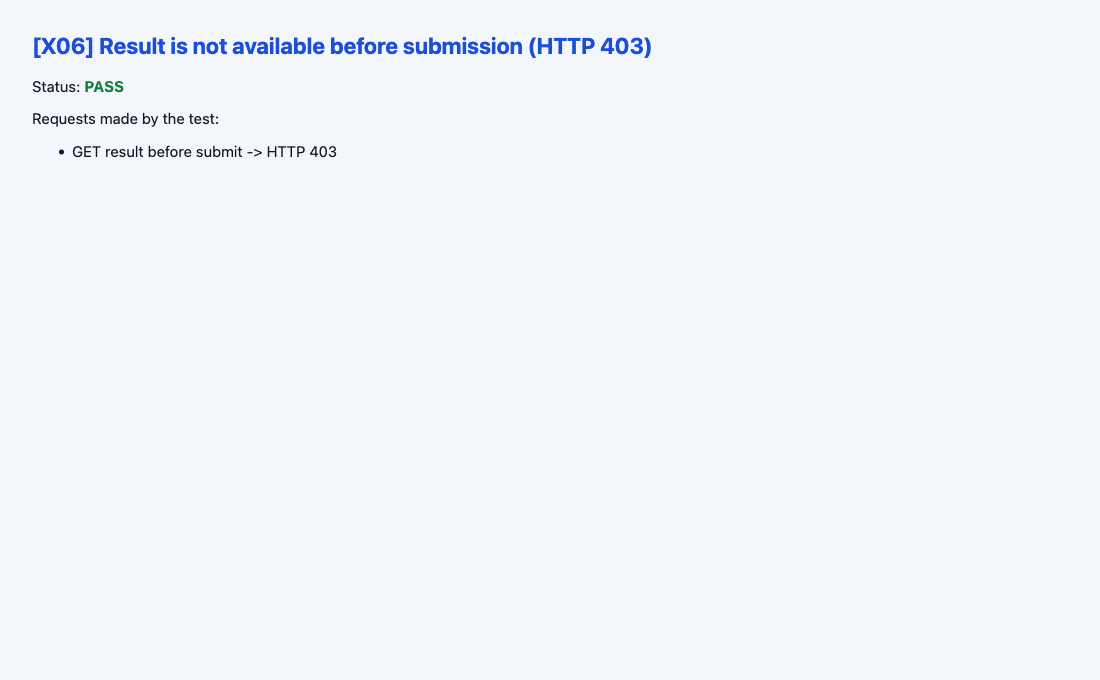 [X06] Result is not available before submission (HTTP 403)
Status: PASS
Requests made by the test:
• GET result before submit -> HTTP 403